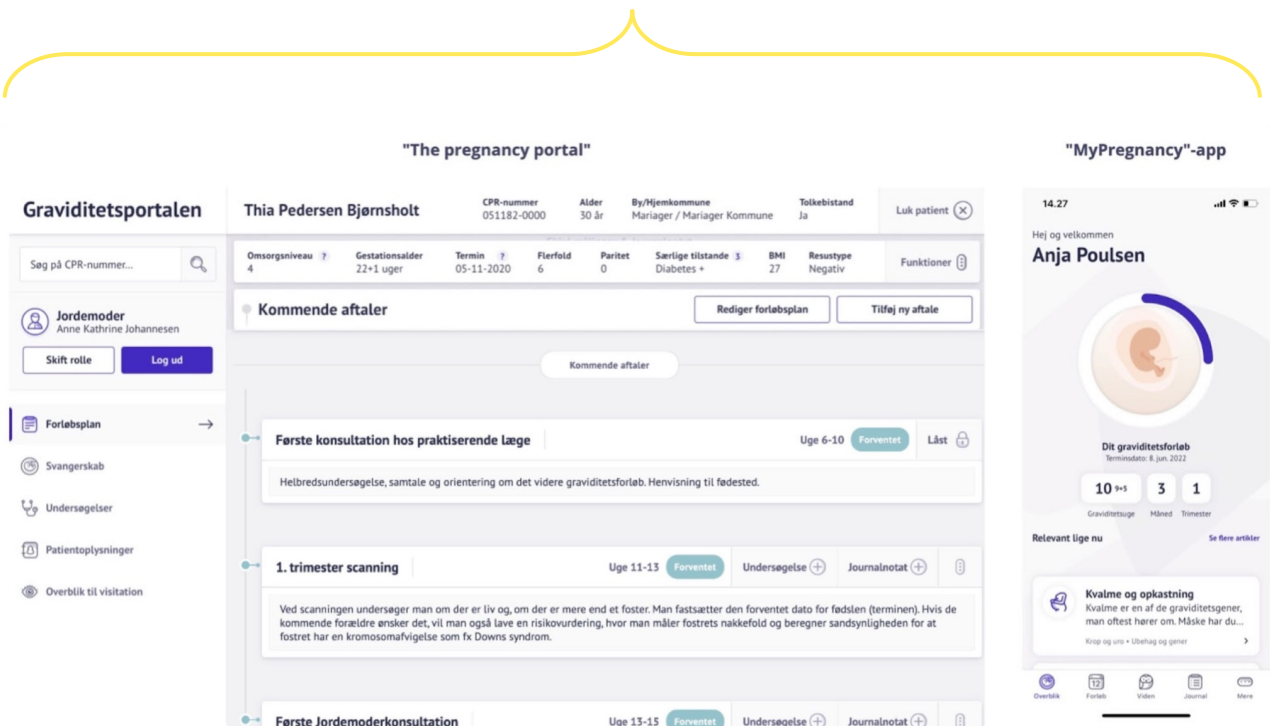 "The pregnancy portal"
"MyPregnancy"-app
Graviditetsportalen
Søg på CPR-nummer...
Jordemoder
Anne Kathrine Johannesen
Skift rolle
Log ud
Forløbsplan
Svangerskab
Undersøgelser
Patientoplysninger
Overblik til visitation
Thia Pedersen Bjørnsholt
CPR-nummer
051182-0000
Alder
30 år
By/Hjemkommune
Mariager / Mariager Kommune
Tolkebistand
Ja
Luk patient
Omsorgsniveau ?
4
Gestationsalder
22+1 uger
Termin ?
05-11-2020
Flerfold
6
Paritet
0
Særlige tilstande 3
Diabetes +
BMI
27
Resustype
Negativ
Funktioner
Kommende aftaler
Rediger forløbsplan
Tilføj ny aftale
Kommende aftaler
Første konsultation hos praktiserende læge
Uge 6-10
Forventet
Låst
Helbredsundersøgelse, samtale og orientering om det videre graviditetsforløb. Henvisning til fødested.
1. trimester scanning
Uge 11-13
Forventet
Undersøgelse
Journalnotat
Ved scanningen undersøger man om der er liv og, om der er mere end et foster. Man fastsætter den forventet dato for fødslen (terminen). Hvis de
kommende forældre ønsker det, vil man også lave en risikovurdering, hvor man måler fostrets nakkefold og beregner sandsynligheden for at
fostret har en kromosomafvigelse som fx Downs syndrom.
Første Jordemoderkonsultation
Uge 13-15
Forventet
Undersøgelse
Journalnotat
14.27
Hej og velkommen
Anja Poulsen
Dit graviditetsforløb
Terminsdato: 8. jun. 2022
10 9+5
3
1
Graviditetsuge
Måned
Trimester
Relevant lige nu
Se flere artikler
Kvalme og opkastning
Kvalme er en af de graviditetsgener,
man oftest hører om. Måske har du...
Krop og uro • Ubehag og gener
12
Overblik
Forløb
Viden
Journal
Mere